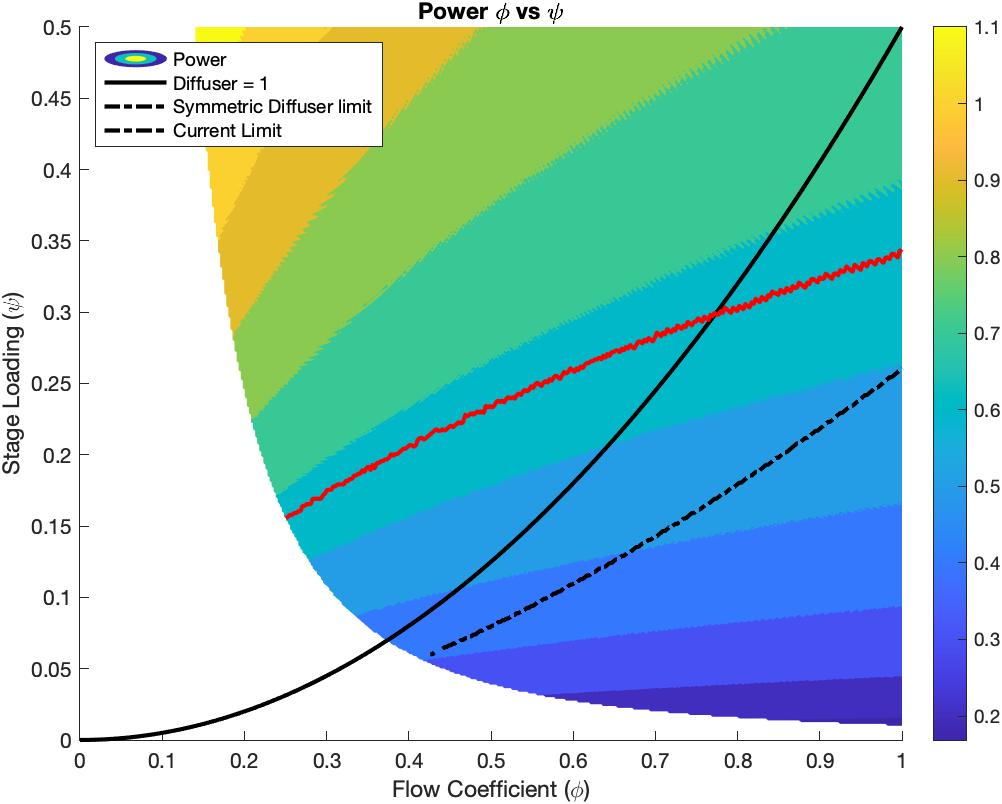 Power ϕ vs ψ
0.5
0.45
0.4
0.35
0.3
0.25
0.2
0.15
0.1
0.05
0
Stage Loading (ψ)
Power
Diffuser = 1
Symmetric Diffuser limit
Current Limit
0 0.1 0.2 0.3 0.4 0.5 0.6 0.7 0.8 0.9 1
Flow Coefficient (ϕ)
1.1
1
0.9
0.8
0.7
0.6
0.5
0.4
0.3
0.2